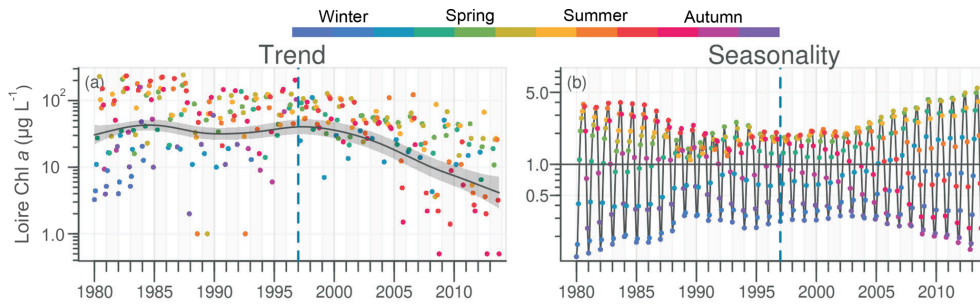 Winter Spring Summer Autumn
Trend Seasonality
(a) (b)
Loire Chl a (µg L⁻¹)
10²
10
1.0
5.0
1.0
0.5
1980 1985 1990 1995 2000 2005 2010
1980 1985 1990 1995 2000 2005 2010